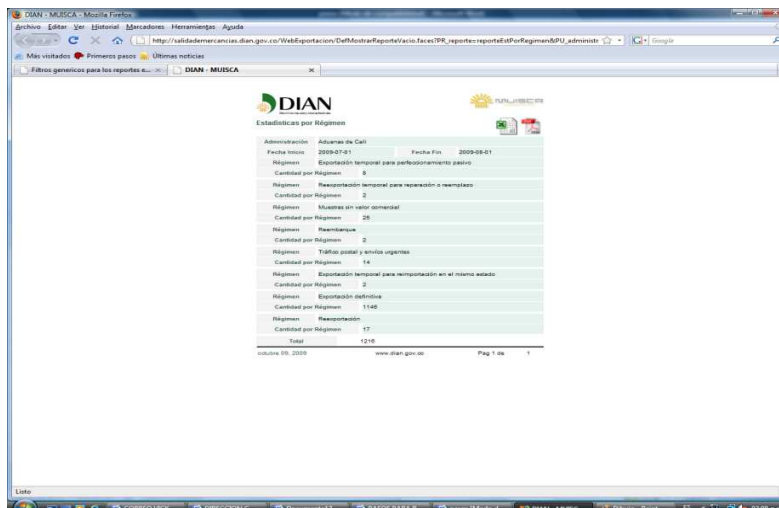 DIAN - MUISCA - Mozilla Firefox
Archivo Editar Ver Historial Marcadores Herramientas Ayuda
http://salidademercancias.dian.gov.co/WebExportacion/DefMostrarReporteVacio.faces?PR_reporte=reporteEstPorRegimen&PU_administr
Google
Más visitados Primeros pasos Últimas noticias
Filtros genericos para los reportes e... DIAN - MUISCA
DIAN
MUISCA
Estadísticas por Régimen
Administración Aduanas de Cali
Fecha Inicio 2009-07-01 Fecha Fin 2009-08-01
Régimen Exportación temporal para perfeccionamiento pasivo
Cantidad por Régimen
Régimen Reexportación temporal para reparación o reemplazo
Cantidad por Régimen 2
Régimen Muestras sin valor comercial
Cantidad por Régimen 25
Régimen Reembarque
Cantidad por Régimen 2
Régimen Tráfico postal y envíos urgentes
Cantidad por Régimen 14
Régimen Exportación temporal para reimportación en el mismo estado
Cantidad por Régimen 2
Régimen Exportación definitiva
Cantidad por Régimen
Régimen Reexportación
Cantidad por Régimen 17
Total 1216
octubre 09, 2009 www.dian.gov.co Pag 1 de 1
Listo